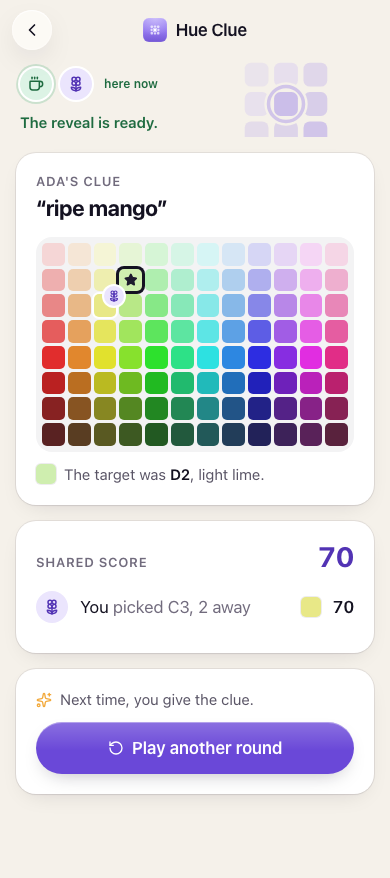 Hue Clue
here now
The reveal is ready.
ADA'S CLUE
“ripe mango”
The target was D2, light lime.
SHARED SCORE
70
You picked C3, 2 away
70
Next time, you give the clue.
Play another round